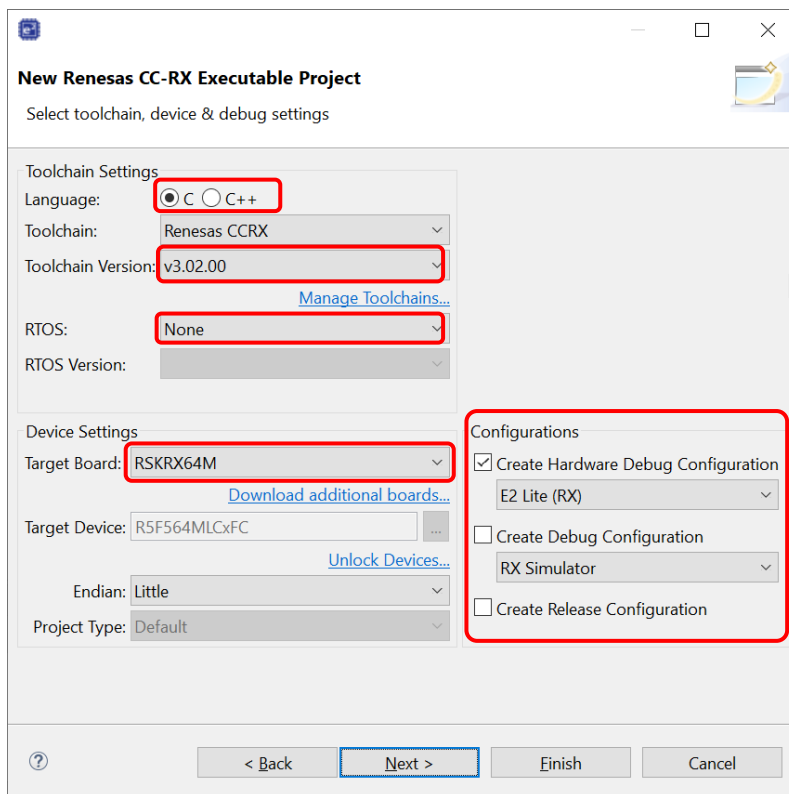 New Renesas CC-RX Executable Project
Select toolchain, device & debug settings
Toolchain Settings
Language: C C++
Toolchain: Renesas CCRX
Toolchain Version: v3.02.00
Manage Toolchains...
RTOS: None
RTOS Version:
Device Settings
Target Board: RSKRX64M
Download additional boards...
Target Device: R5F564MLCxFC ...
Unlock Devices...
Endian: Little
Project Type: Default
Configurations
Create Hardware Debug Configuration
E2 Lite (RX)
Create Debug Configuration
RX Simulator
Create Release Configuration
? < Back Next > Finish Cancel